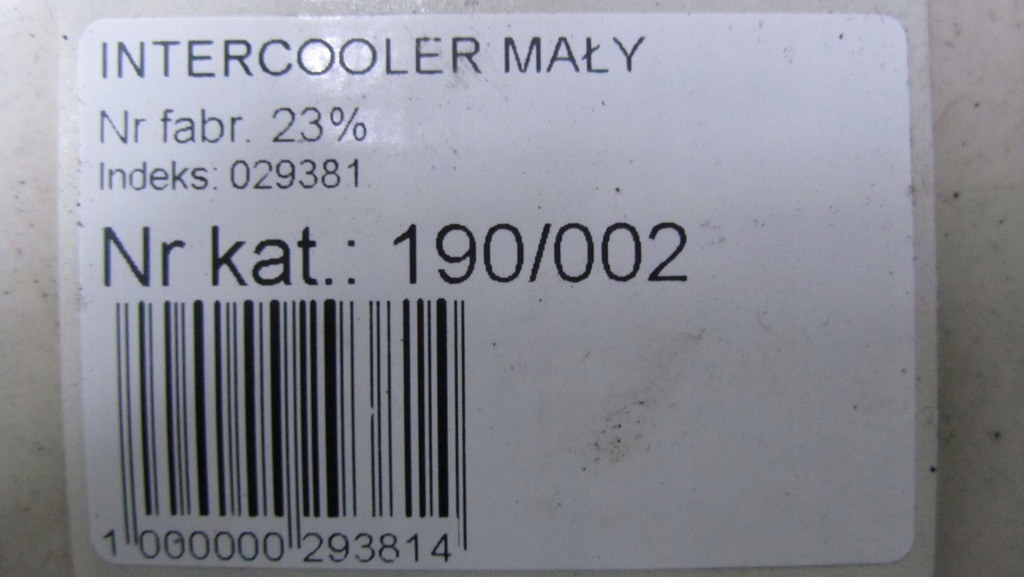 INTERCOOLER MAŁY
Nr fabr. 23%
Indeks: 029381
Nr kat.: 190/002
1 000000 293814